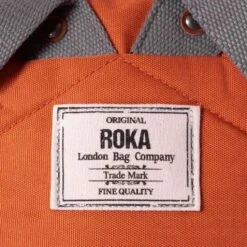 ORIGINAL
ROKA
London Bag Company
Trade Mark
FINE QUALITY